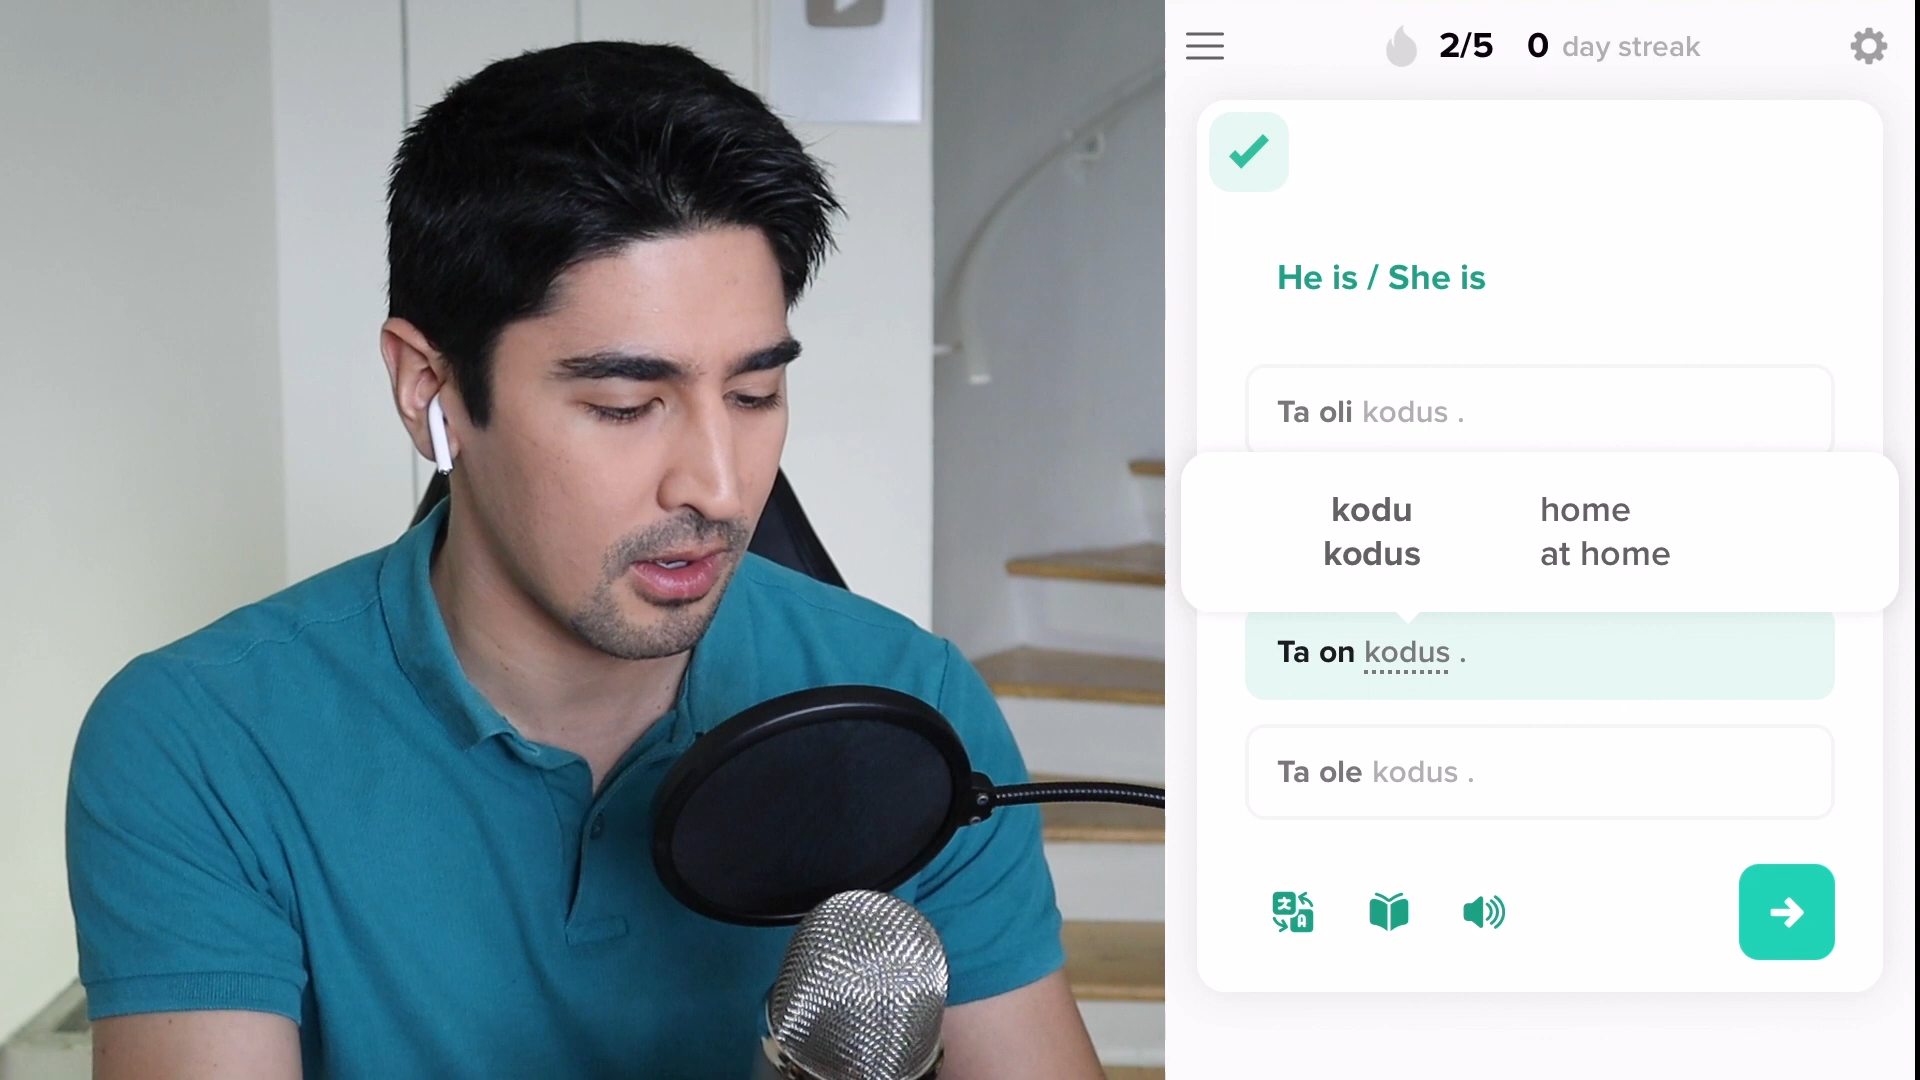 2/5 0 day streak
He is / She is
Ta oli kodus .
kodu home
kodus at home
Ta on kodus .
Ta ole kodus .